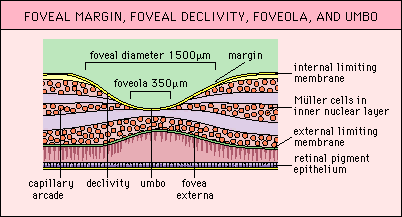 FOVEAL MARGIN, FOVEAL DECLIVITY, FOVEOLA, AND UMBO
foveal diameter 1500µm
margin
foveola 350µm
internal limiting
membrane
Müller cells in
inner nuclear layer
external limiting
membrane
retinal pigment
epithelium
capillary
arcade
declivity
umbo
fovea
externa